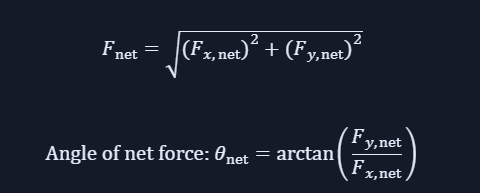 F_net = √((F_x,net)² + (F_y,net)²)
Angle of net force: θ_net = arctan(F_y,net / F_x,net)